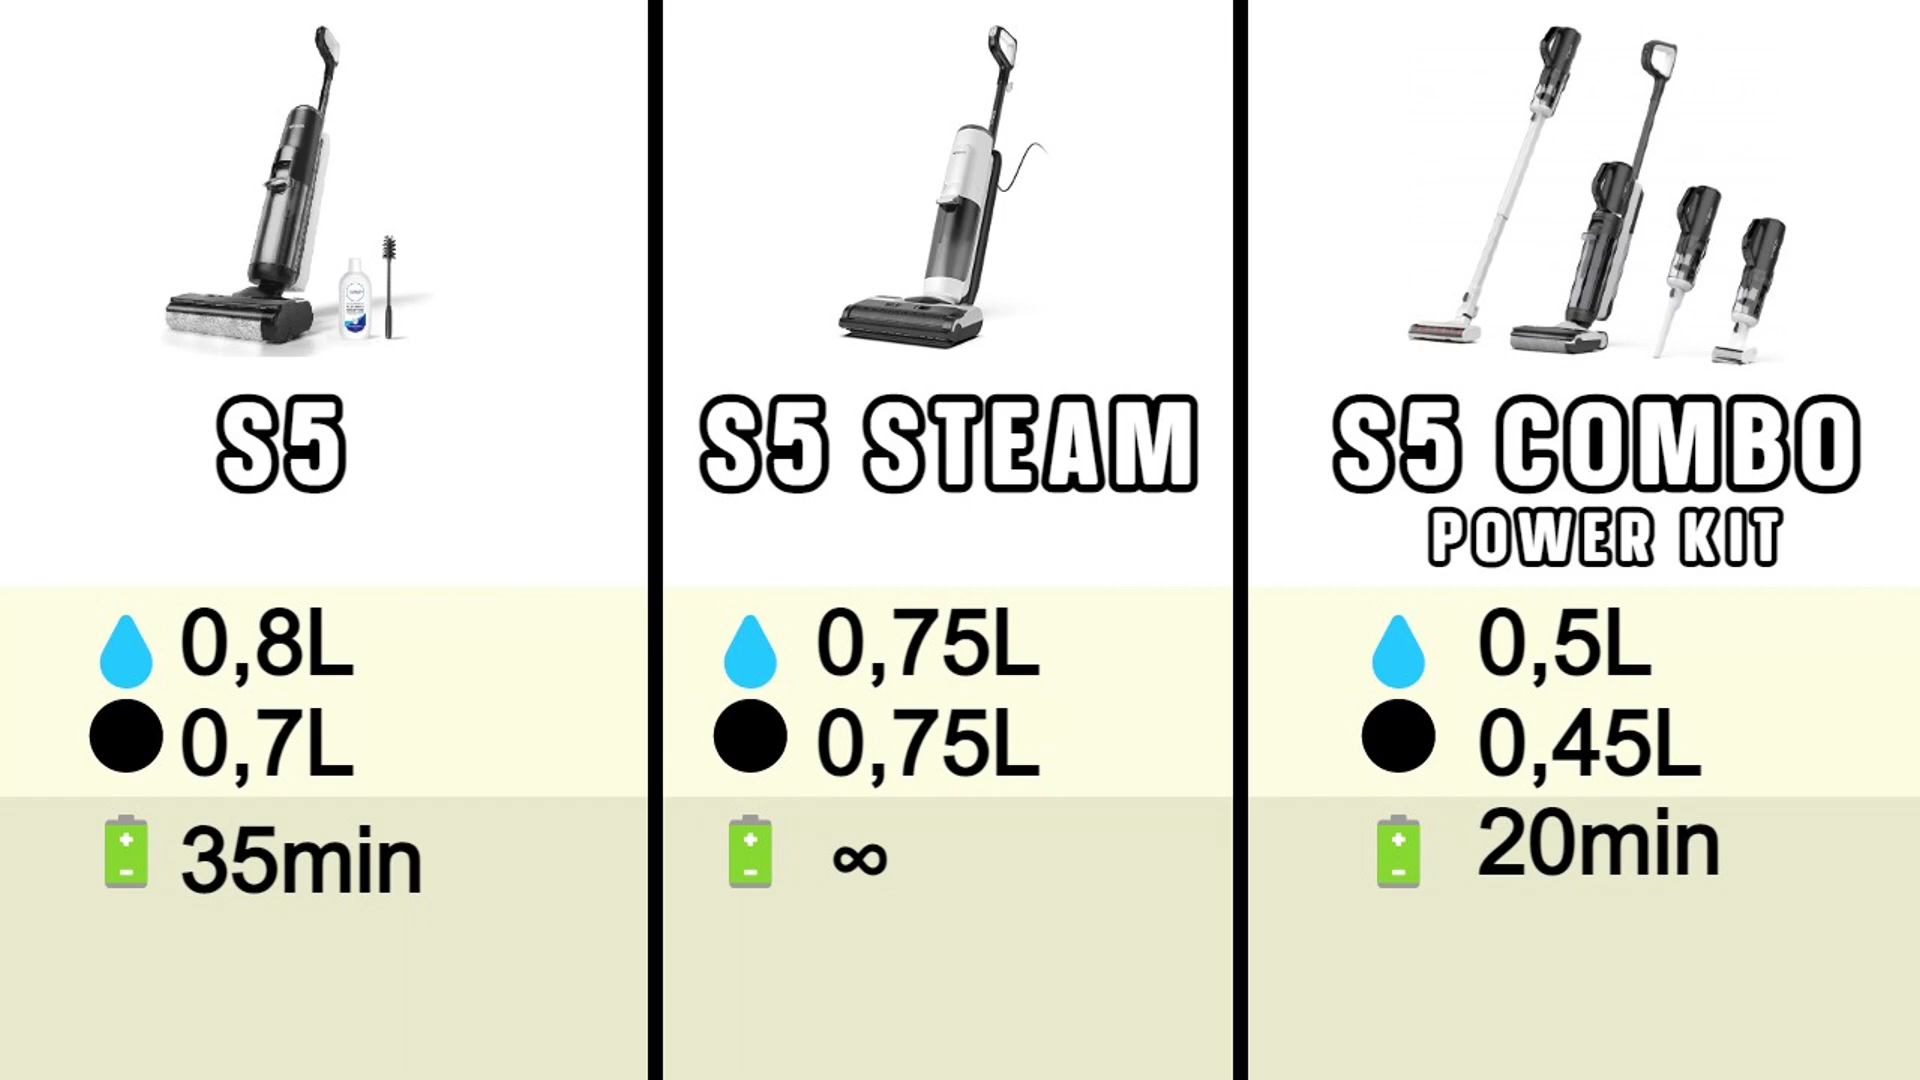 S5
0,8L
0,7L
35min
S5 STEAM
0,75L
0,75L
∞
S5 COMBO
POWER KIT
0,5L
0,45L
20min